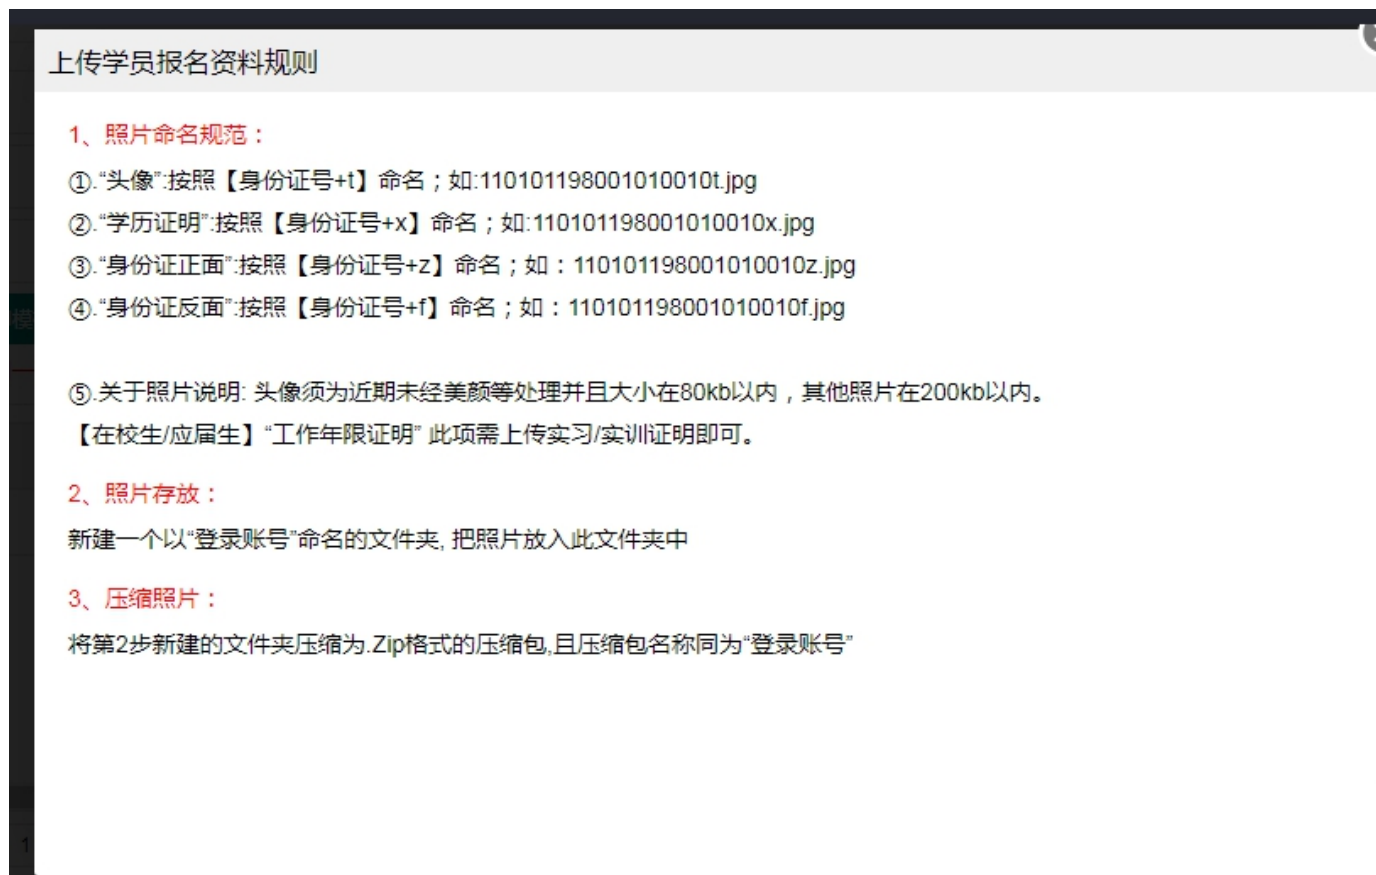 上传学员报名资料规则
1、照片命名规范：
①.“头像”:按照【身份证号+t】命名；如:110101198001010010t.jpg
②.“学历证明”:按照【身份证号+x】命名；如:110101198001010010x.jpg
③.“身份证正面”:按照【身份证号+z】命名；如：110101198001010010z.jpg
④.“身份证反面”:按照【身份证号+f】命名；如：110101198001010010f.jpg
模
⑤.关于照片说明: 头像须为近期未经美颜等处理并且大小在80kb以内，其他照片在200kb以内。
【在校生/应届生】“工作年限证明” 此项需上传实习/实训证明即可。
2、照片存放：
新建一个以“登录账号”命名的文件夹, 把照片放入此文件夹中
3、压缩照片：
将第2步新建的文件夹压缩为.Zip格式的压缩包,且压缩包名称同为“登录账号”
1